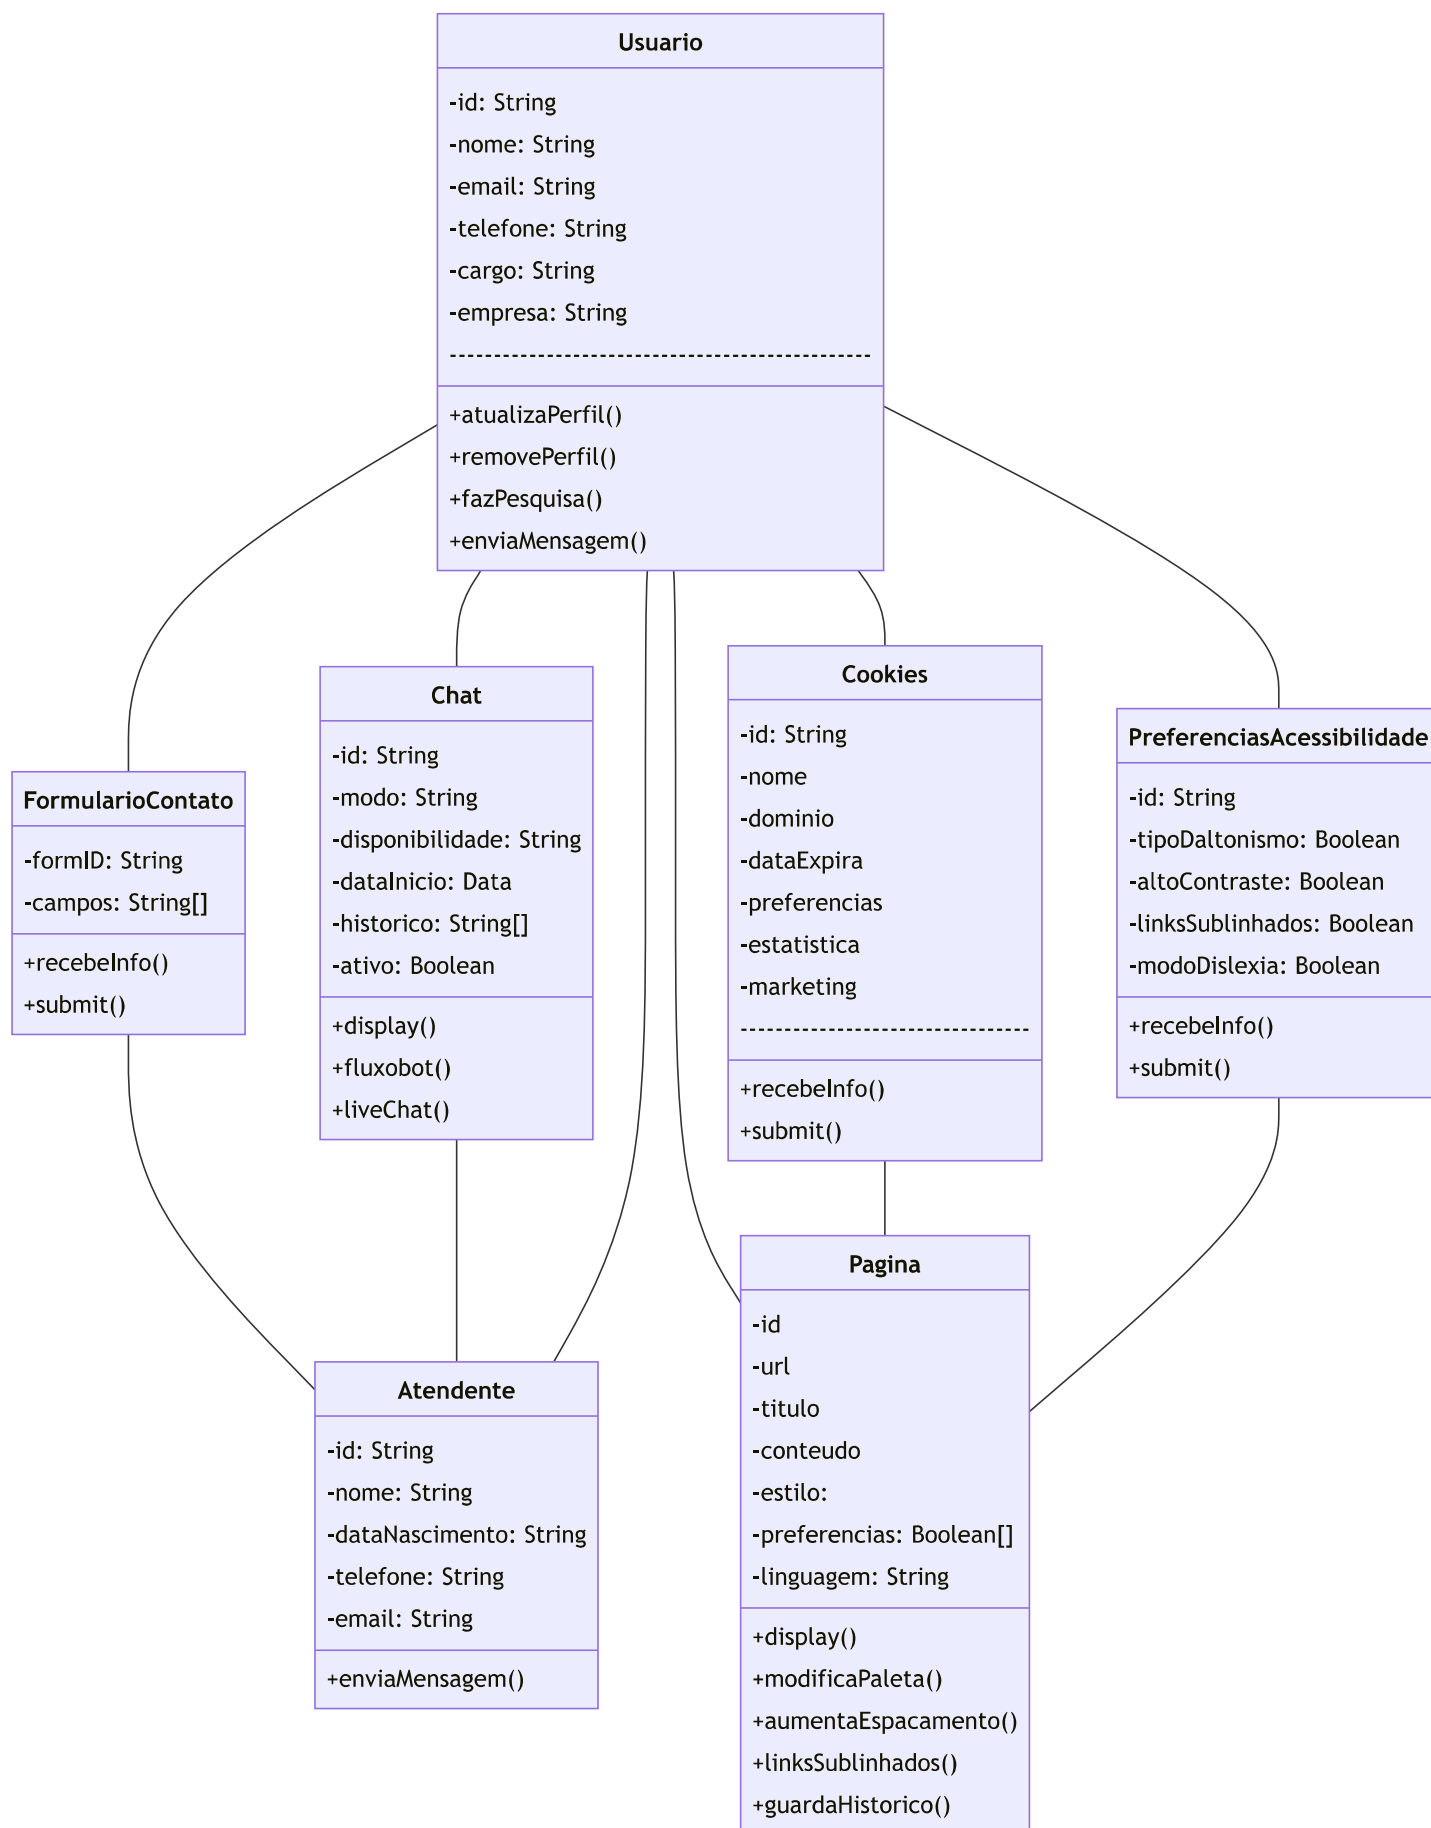 Usuario
-id: String
-nome: String
-email: String
-telefone: String
-cargo: String
-empresa: String
-----------------------------------------------
+atualizaPerfil()
+removePerfil()
+fazPesquisa()
+enviaMensagem()
FormularioContato
-formID: String
-campos: String[]
+recebeInfo()
+submit()
Chat
-id: String
-modo: String
-disponibilidade: String
-dataInicio: Data
-historico: String[]
-ativo: Boolean
+display()
+fluxobot()
+liveChat()
Cookies
-id: String
-nome
-dominio
-dataExpira
-preferencias
-estatistica
-marketing
--------------------------------
+recebeInfo()
+submit()
PreferenciasAcessibilidade
-id: String
-tipoDaltonismo: Boolean
-altoContraste: Boolean
-linksSublinhados: Boolean
-modoDislexia: Boolean
+recebeInfo()
+submit()
Atendente
-id: String
-nome: String
-dataNascimento: String
-telefone: String
-email: String
+enviaMensagem()
Pagina
-id
-url
-titulo
-conteudo
-estilo:
-preferencias: Boolean[]
-linguagem: String
+display()
+modificaPaleta()
+aumentaEspacamento()
+linksSublinhados()
+guardaHistorico()